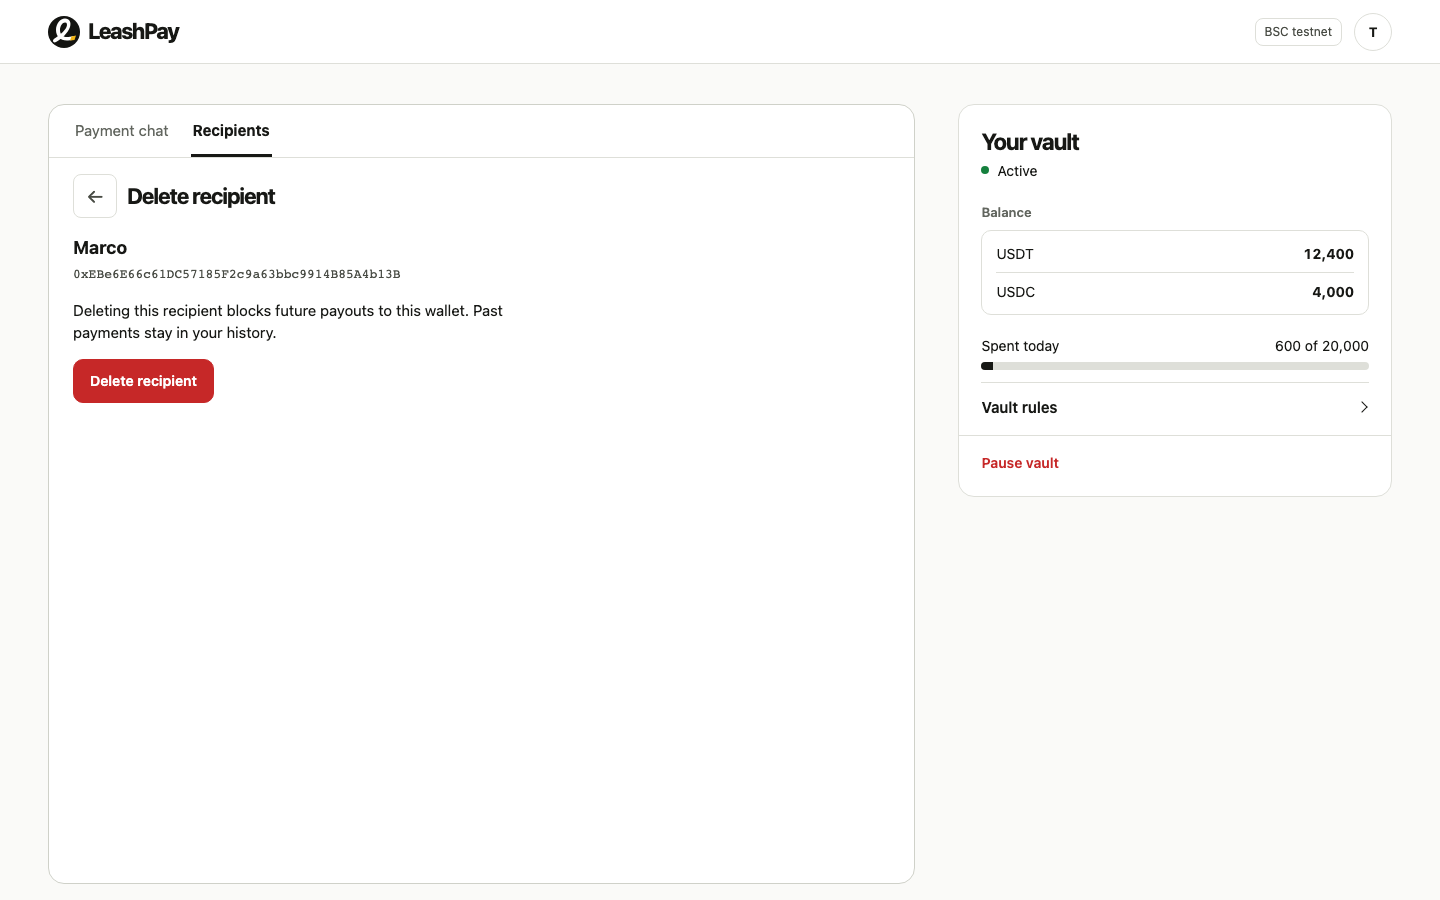 LeashPay
BSC testnet
T
Payment chat
Recipients
Delete recipient
Marco
0xEBe6E66c61DC57185F2c9a63bbc9914B85A4b13B
Deleting this recipient blocks future payouts to this wallet. Past
payments stay in your history.
Delete recipient
Your vault
Active
Balance
USDT 12,400
USDC 4,000
Spent today 600 of 20,000
Vault rules
Pause vault